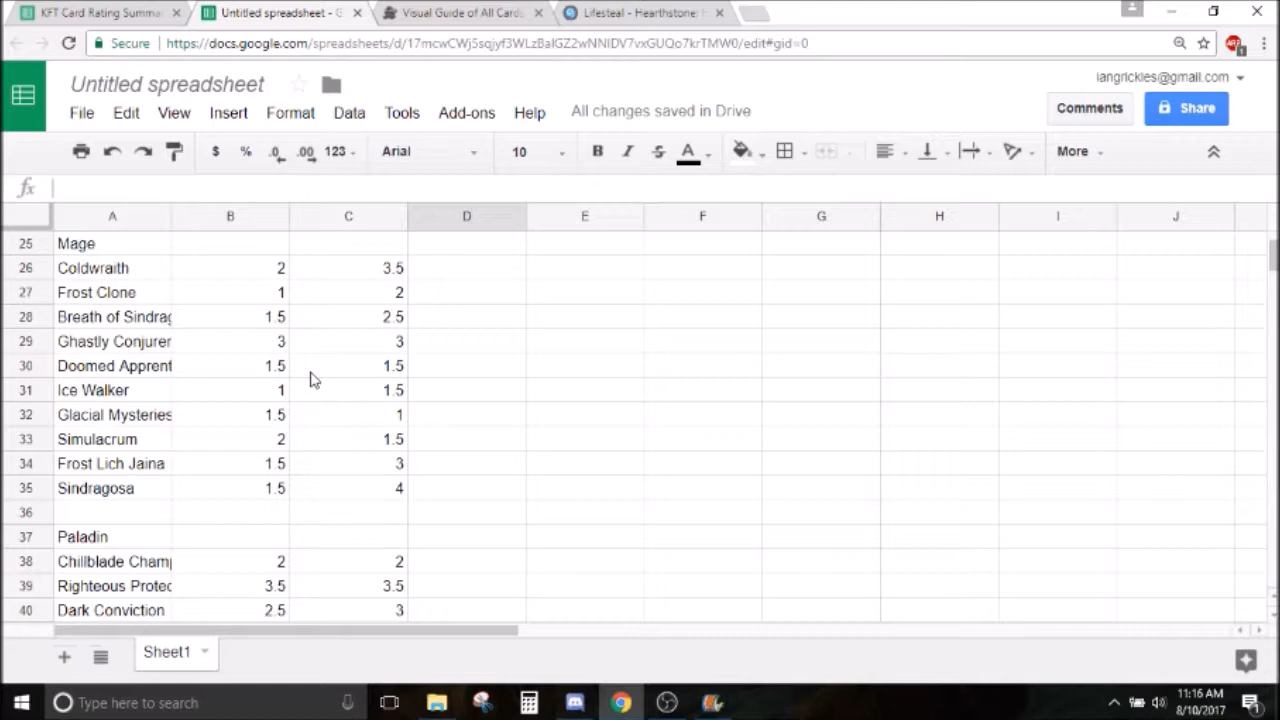 KFT Card Rating Summa
Untitled spreadsheet - G
Visual Guide of All Cards
Lifesteal - Hearthstone: H
Secure
https://docs.google.com/spreadsheets/d/17mcwCWj5sqjyf3WLzBalGZ2wNNIDV7vxGUQo7krTMW0/edit#gid=0
Untitled spreadsheet
iangrickles@gmail.com
File Edit View Insert Format Data Tools Add-ons Help All changes saved in Drive
Comments
Share
$ % .0 .00 123 Arial 10 B I S A More
fx
A B C D E F G H I J
25 Mage
26 Coldwraith 2 3.5
27 Frost Clone 1 2
28 Breath of Sindrag 1.5 2.5
29 Ghastly Conjurer 3 3
30 Doomed Apprent 1.5 1.5
31 Ice Walker 1 1.5
32 Glacial Mysteries 1.5 1
33 Simulacrum 2 1.5
34 Frost Lich Jaina 1.5 3
35 Sindragosa 1.5 4
36
37 Paladin
38 Chillblade Champ 2 2
39 Righteous Protec 3.5 3.5
40 Dark Conviction 2.5 3
Sheet1
Type here to search
11:16 AM
8/10/2017